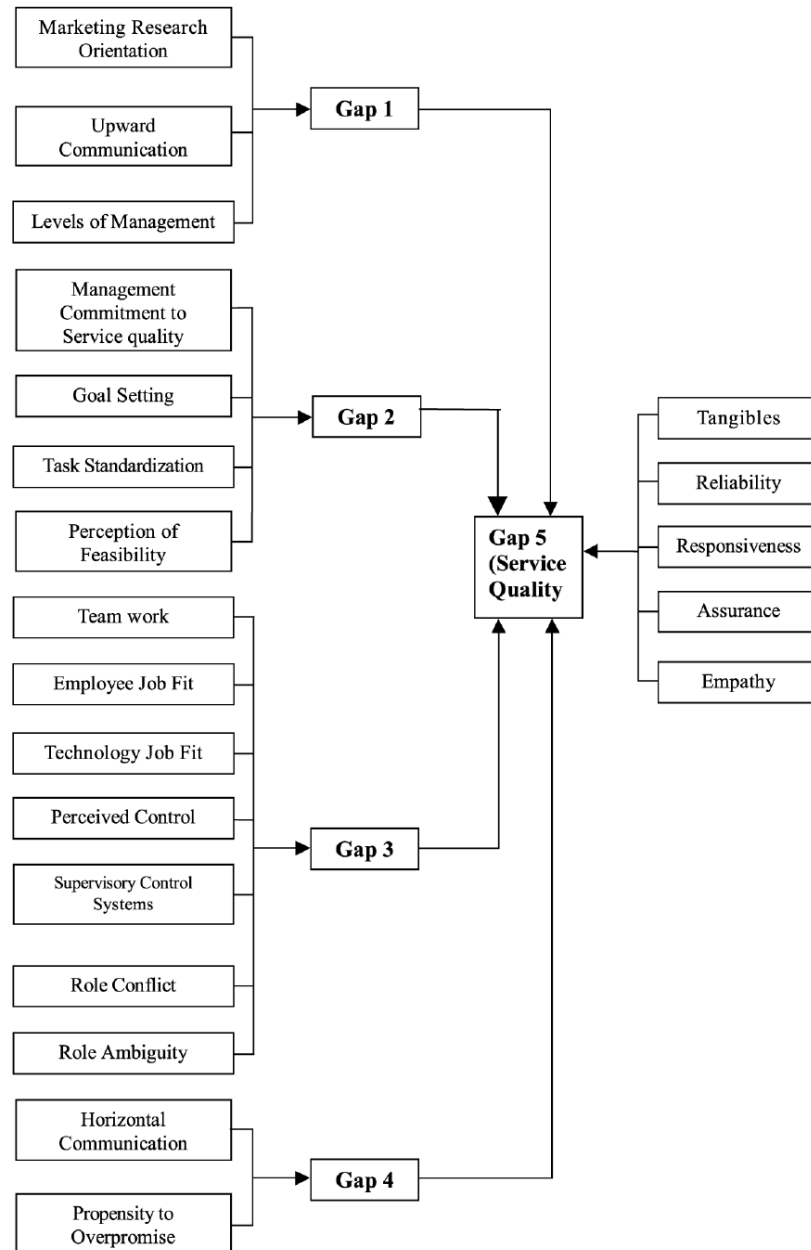 Marketing Research
Orientation
Upward
Communication
Levels of Management
Gap 1
Management
Commitment to
Service quality
Goal Setting
Task Standardization
Perception of
Feasibility
Gap 2
Team work
Employee Job Fit
Technology Job Fit
Perceived Control
Supervisory Control
Systems
Role Conflict
Role Ambiguity
Gap 3
Horizontal
Communication
Propensity to
Overpromise
Gap 4
Gap 5
(Service
Quality
Tangibles
Reliability
Responsiveness
Assurance
Empathy